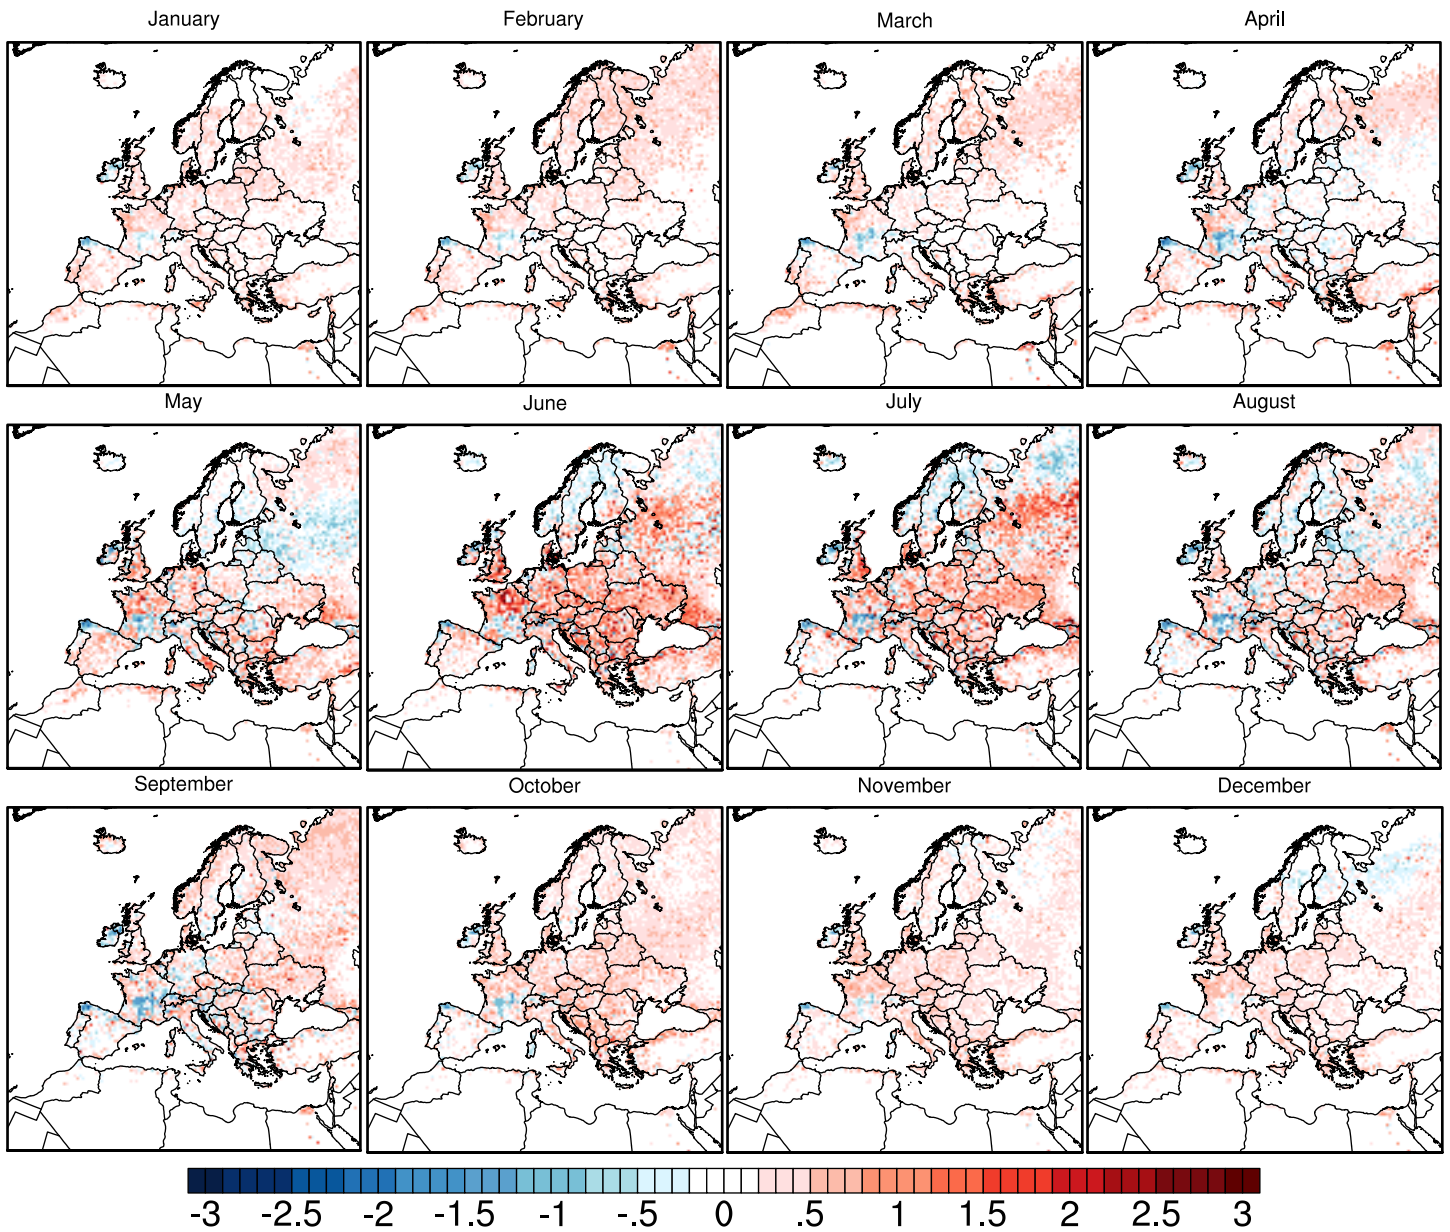 January February March April
May June July August
September October November December
-3 -2.5 -2 -1.5 -1 -.5 0 .5 1 1.5 2 2.5 3